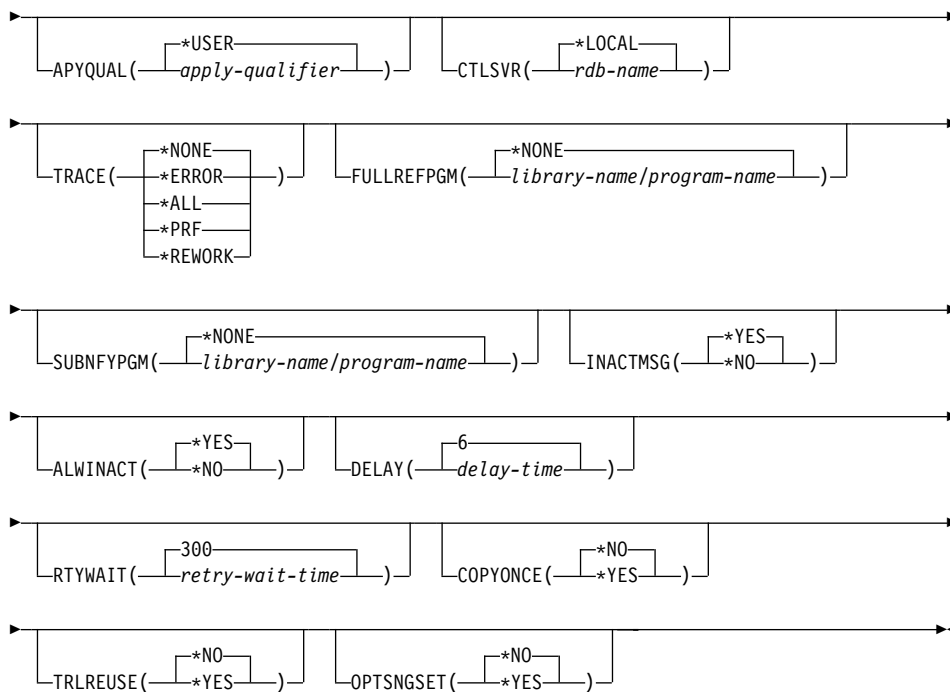 *USER
APYQUAL( apply-qualifier )
*LOCAL
CTLSVR( rdb-name )
*NONE
TRACE( *ERROR )
*ALL
*PRF
*REWORK
*NONE
FULLREFPGM( library-name/program-name )
*NONE
SUBNFYPGM( library-name/program-name )
*YES
INACTMSG( *NO )
*YES
ALWINACT( *NO )
6
DELAY( delay-time )
300
RTYWAIT( retry-wait-time )
*NO
COPYONCE( *YES )
*NO
TRLREUSE( *YES )
*NO
OPTSNGSET( *YES )